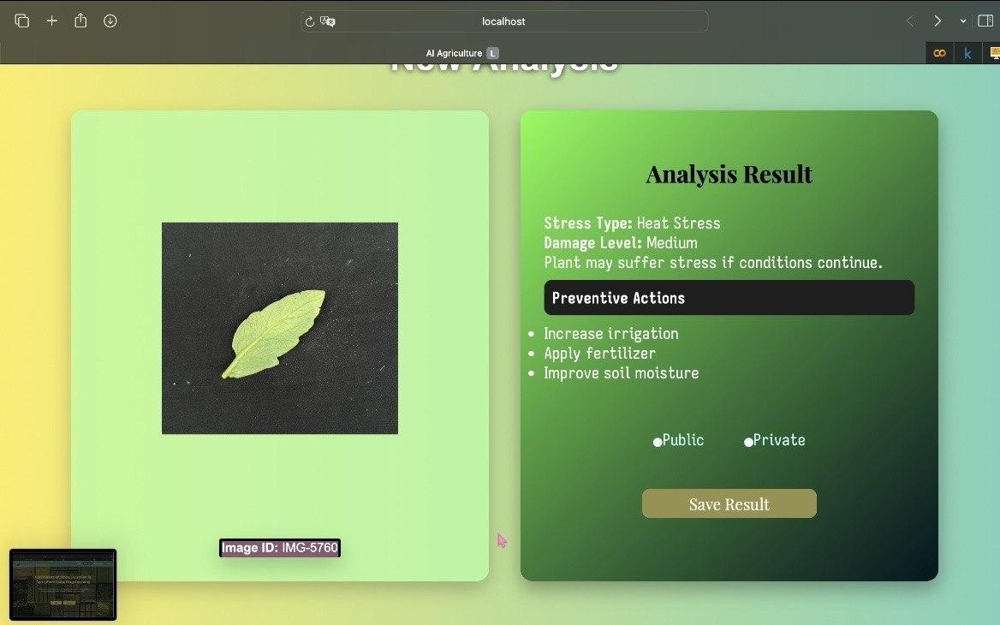 localhost
AI Agriculture L
New Analysis
Analysis Result
Stress Type: Heat Stress
Damage Level: Medium
Plant may suffer stress if conditions continue.
Preventive Actions
Increase irrigation
Apply fertilizer
Improve soil moisture
Public Private
Save Result
Image ID: IMG-5760